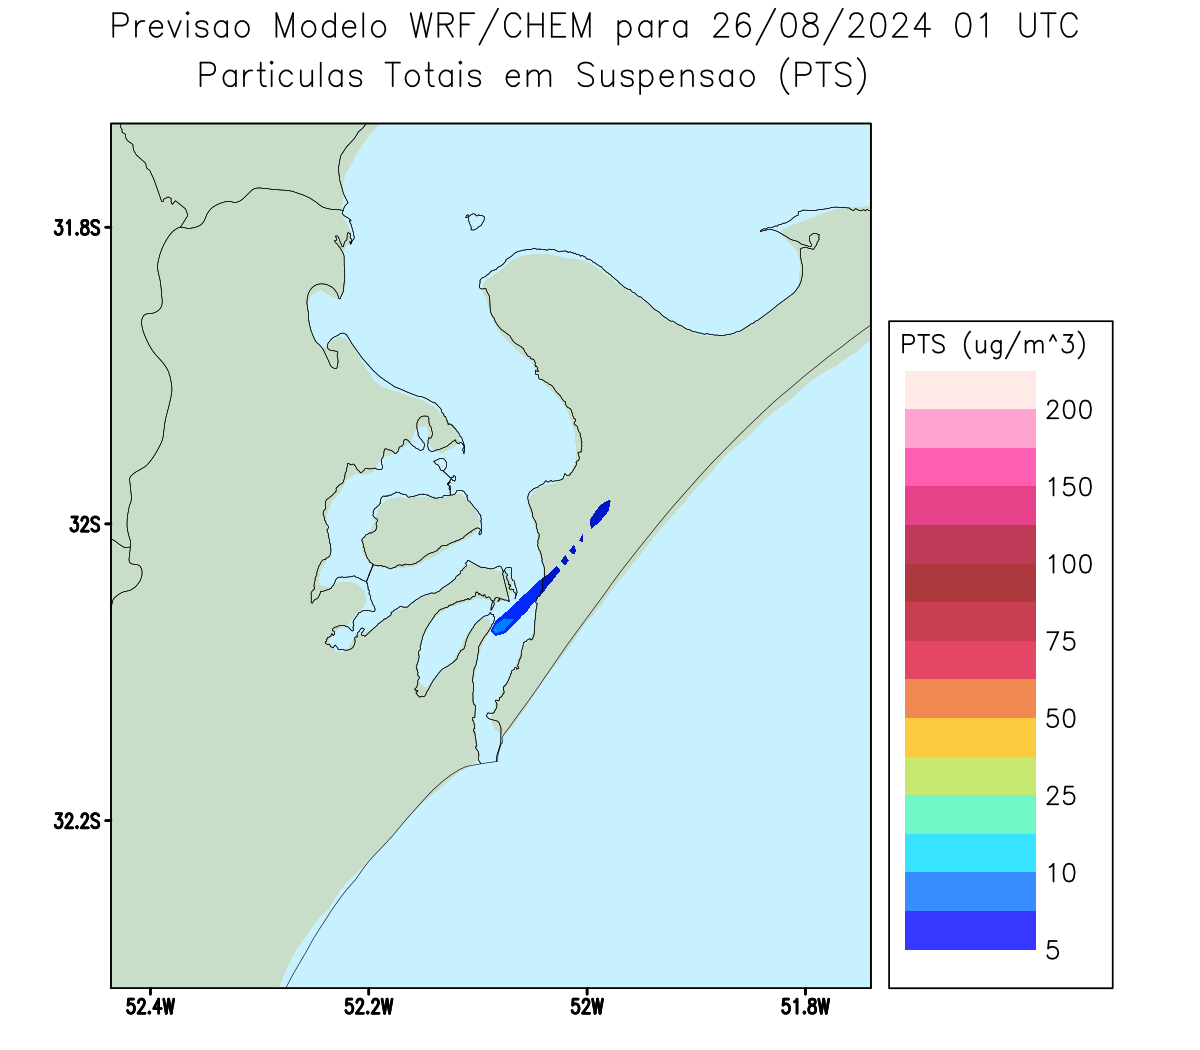 Previsao Modelo WRF/CHEM para 26/08/2024 01 UTC
Particulas Totais em Suspensao (PTS)
31.8S
32S
32.2S
52.4W
52.2W
52W
51.8W
PTS (ug/m^3)
200
150
100
75
50
25
10
5